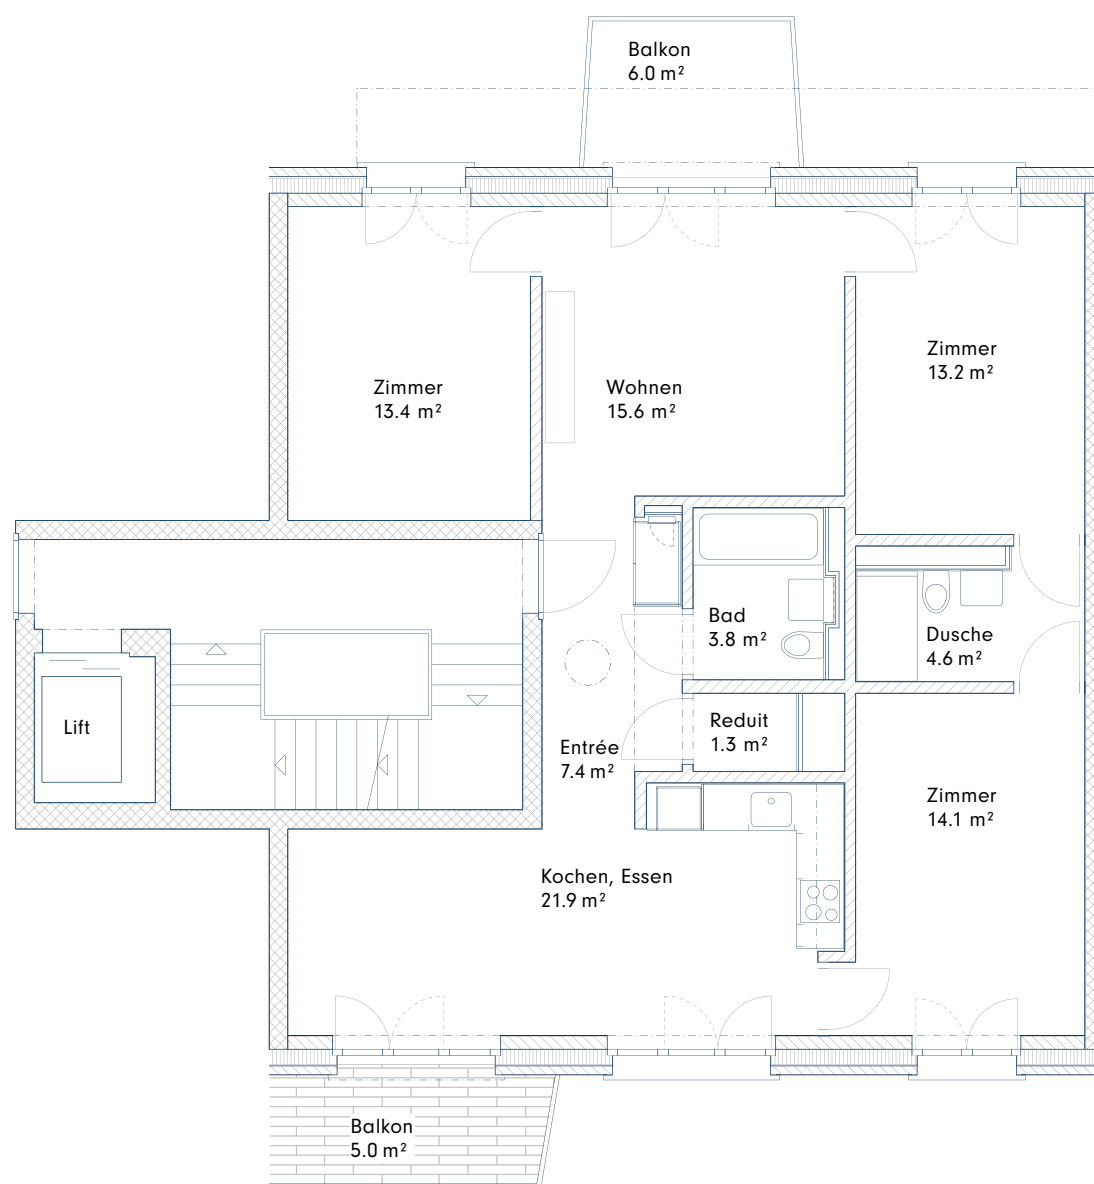 Balkon
6.0 m²
Zimmer
13.2 m²
Zimmer
13.4 m²
Wohnen
15.6 m²
Bad
3.8 m²
Dusche
4.6 m²
Lift
Reduit
1.3 m²
Entrée
7.4 m²
Zimmer
14.1 m²
Kochen, Essen
21.9 m²
Balkon
5.0 m²